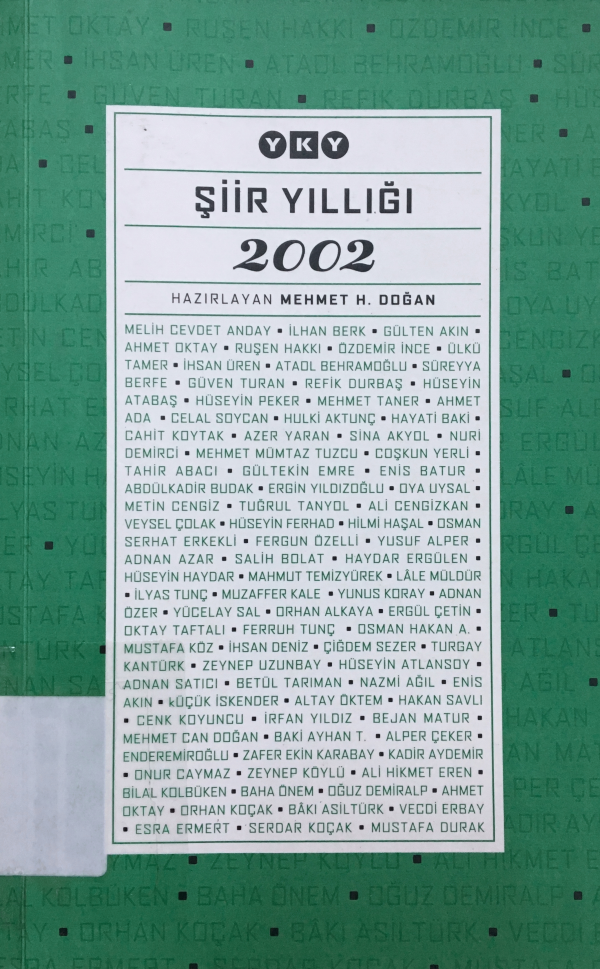 YKY
ŞİİR YILLIĞI
2002
HAZIRLAYAN MEHMET H. DOĞAN
MELİH CEVDET ANDAY ▪ İLHAN BERK ▪ GÜLTEN AKIN ▪
AHMET OKTAY ▪ RUŞEN HAKKI ▪ ÖZDEMİR İNCE ▪ ÜLKÜ
TAMER ▪ İHSAN ÜREN ▪ ATAOL BEHRAMOĞLU ▪ SÜREYYA
BERFE ▪ GÜVEN TURAN ▪ REFİK DURBAŞ ▪ HÜSEYİN
ATABAŞ ▪ HÜSEYİN PEKER ▪ MEHMET TANER ▪ AHMET
ADA ▪ CELAL SOYCAN ▪ HULKİ AKTUNÇ ▪ HAYATİ BAKİ ▪
CAHİT KOYTAK ▪ AZER YARAN ▪ SİNA AKYOL ▪ NURİ
DEMİRCİ ▪ MEHMET MÜMTAZ TUZCU ▪ COŞKUN YERLİ ▪
TAHİR ABACI ▪ GÜLTEKİN EMRE ▪ ENİS BATUR ▪
ABDÜLKADİR BUDAK ▪ ERGİN YILDIZOĞLU ▪ OYA UYSAL ▪
METİN CENGİZ ▪ TUĞRUL TANYOL ▪ ALİ CENGİZKAN ▪
VEYSEL ÇOLAK ▪ HÜSEYİN FERHAD ▪ HİLMİ HAŞAL ▪ OSMAN
SERHAT ERKEKLİ ▪ FERGUN ÖZELLİ ▪ YUSUF ALPER ▪
ADNAN AZAR ▪ SALİH BOLAT ▪ HAYDAR ERGÜLEN ▪
HÜSEYİN HAYDAR ▪ MAHMUT TEMİZYÜREK ▪ LÂLE MÜLDÜR
▪ İLYAS TUNÇ ▪ MUZAFFER KALE ▪ YUNUS KORAY ▪ ADNAN
ÖZER ▪ YÜCELAY SAL ▪ ORHAN ALKAYA ▪ ERGÜL ÇETİN ▪
OKTAY TAFTALI ▪ FERRUH TUNÇ ▪ OSMAN HAKAN A. ▪
MUSTAFA KÖZ ▪ İHSAN DENİZ ▪ ÇİĞDEM SEZER ▪ TURGAY
KANTÜRK ▪ ZEYNEP UZUNBAY ▪ HÜSEYİN ATLANSOY ▪
ADNAN SATICI ▪ BETÜL TARIMAN ▪ NAZMİ AĞIL ▪ ENİS
AKIN ▪ kÜÇÜK İSKENDER ▪ ALTAY ÖKTEM ▪ HAKAN SAVLI
▪ CENK KOYUNCU ▪ İRFAN YILDIZ ▪ BEJAN MATUR ▪
MEHMET CAN DOĞAN ▪ BAKİ AYHAN T. ▪ ALPER ÇEKER ▪
ENDEREMİROĞLU ▪ ZAFER EKİN KARABAY ▪ KADİR AYDEMİR
▪ ONUR CAYMAZ ▪ ZEYNEP KÖYLÜ ▪ ALİ HİKMET EREN ▪
BİLAL KOLBÜKEN ▪ BAHA ÖNEM ▪ OĞUZ DEMİRALP ▪ AHMET
OKTAY ▪ ORHAN KOÇAK ▪ BÂKİ ASİLTÜRK ▪ VECDİ ERBAY
▪ ESRA ERMERT ▪ SERDAR KOÇAK ▪ MUSTAFA DURAK